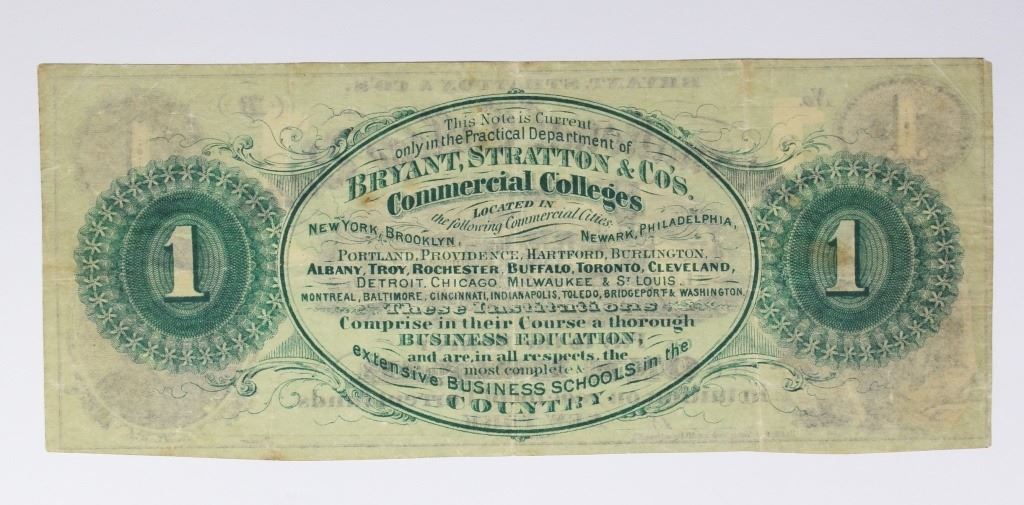 This Note is Current
only in the Practical Department of
BRYANT, STRATTON & CO'S.
Commercial Colleges
LOCATED IN
the following Commercial Cities.
NEW YORK, BROOKLYN, NEWARK, PHILADELPHIA,
PORTLAND, PROVIDENCE, HARTFORD, BURLINGTON,
ALBANY, TROY, ROCHESTER, BUFFALO, TORONTO, CLEVELAND,
DETROIT, CHICAGO MILWAUKEE & ST LOUIS.
MONTREAL, BALTIMORE, CINCINNATI, INDIANAPOLIS, TOLEDO, BRIDGEPORT & WASHINGTON.
These Institutions
Comprise in their Course a thorough
BUSINESS EDUCATION;
and are, in all respects, the
most complete &
extensive BUSINESS SCHOOLS in the
COUNTRY.
1
1